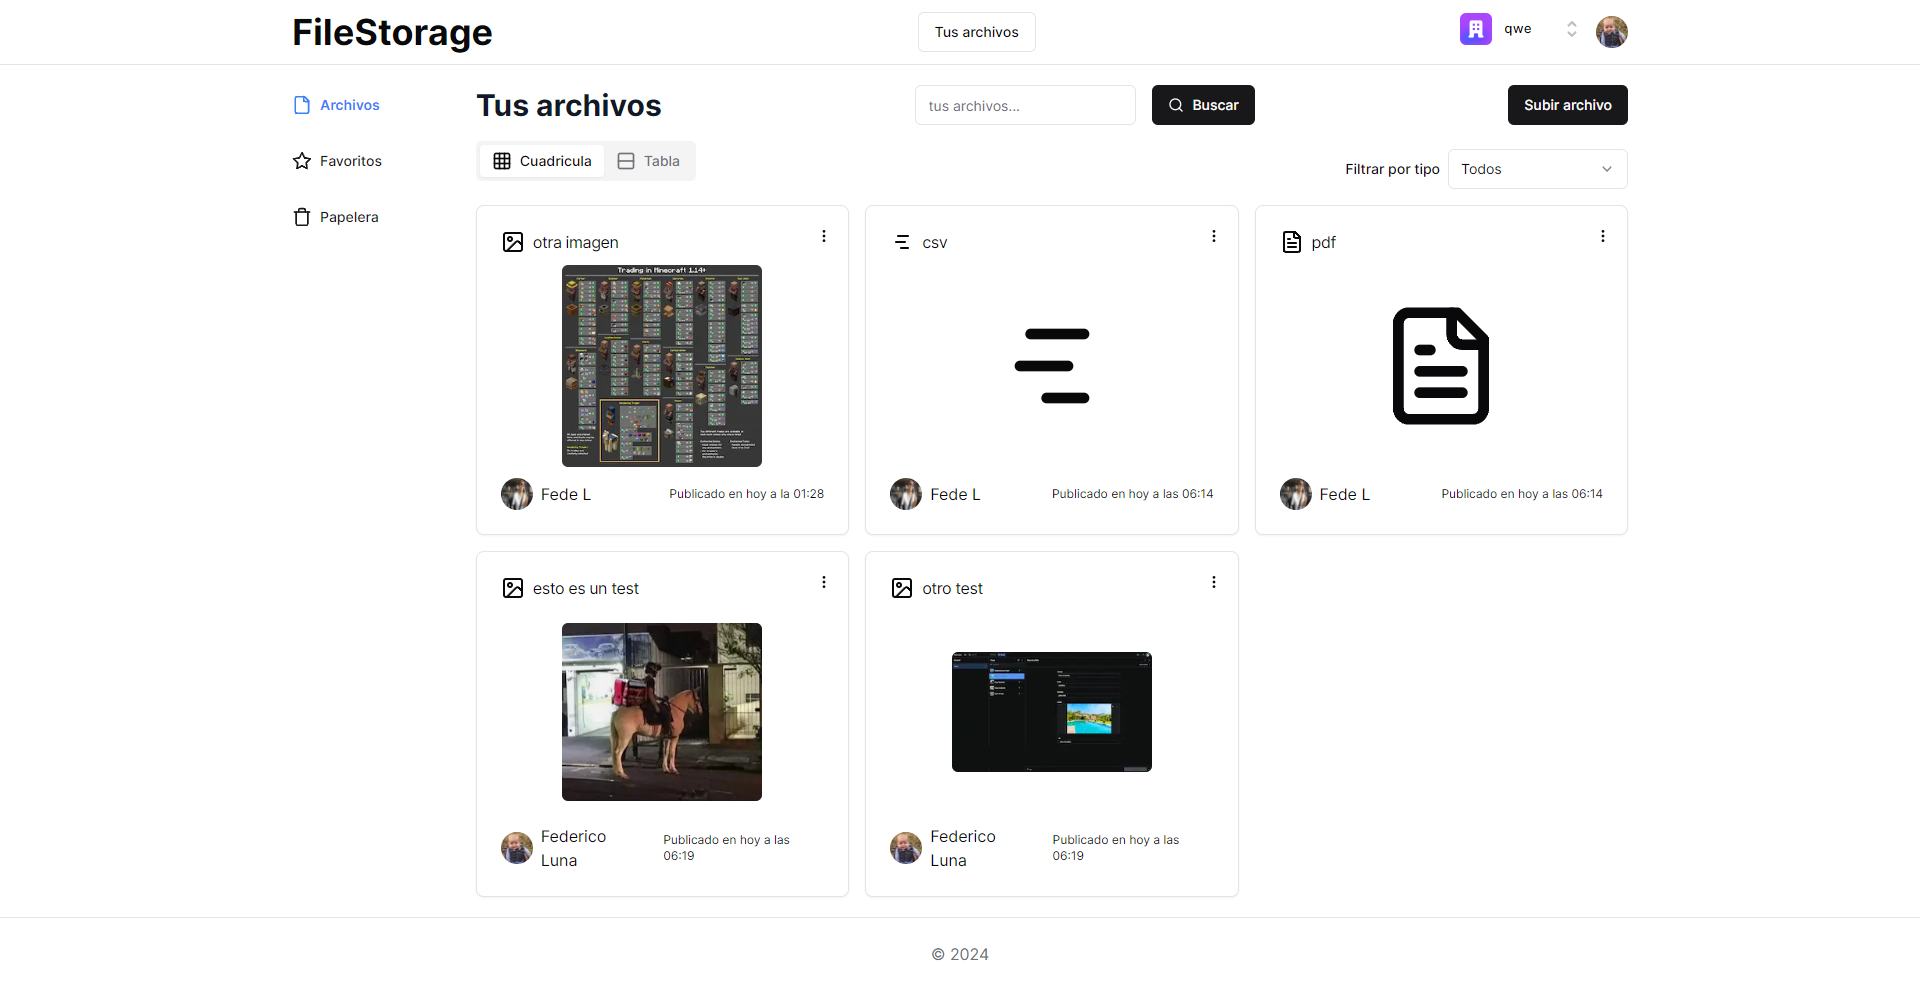 FileStorage
Tus archivos
qwe
Archivos
Favoritos
Papelera
Tus archivos
tus archivos...
Buscar
Subir archivo
Cuadricula
Tabla
Filtrar por tipo
Todos
otra imagen
Trading in Minecraft 1.14+
Fede L
Publicado en hoy a la 01:28
csv
Fede L
Publicado en hoy a las 06:14
pdf
Fede L
Publicado en hoy a las 06:14
esto es un test
Federico
Luna
Publicado en hoy a las
06:19
otro test
Federico
Luna
Publicado en hoy a las
06:19
© 2024